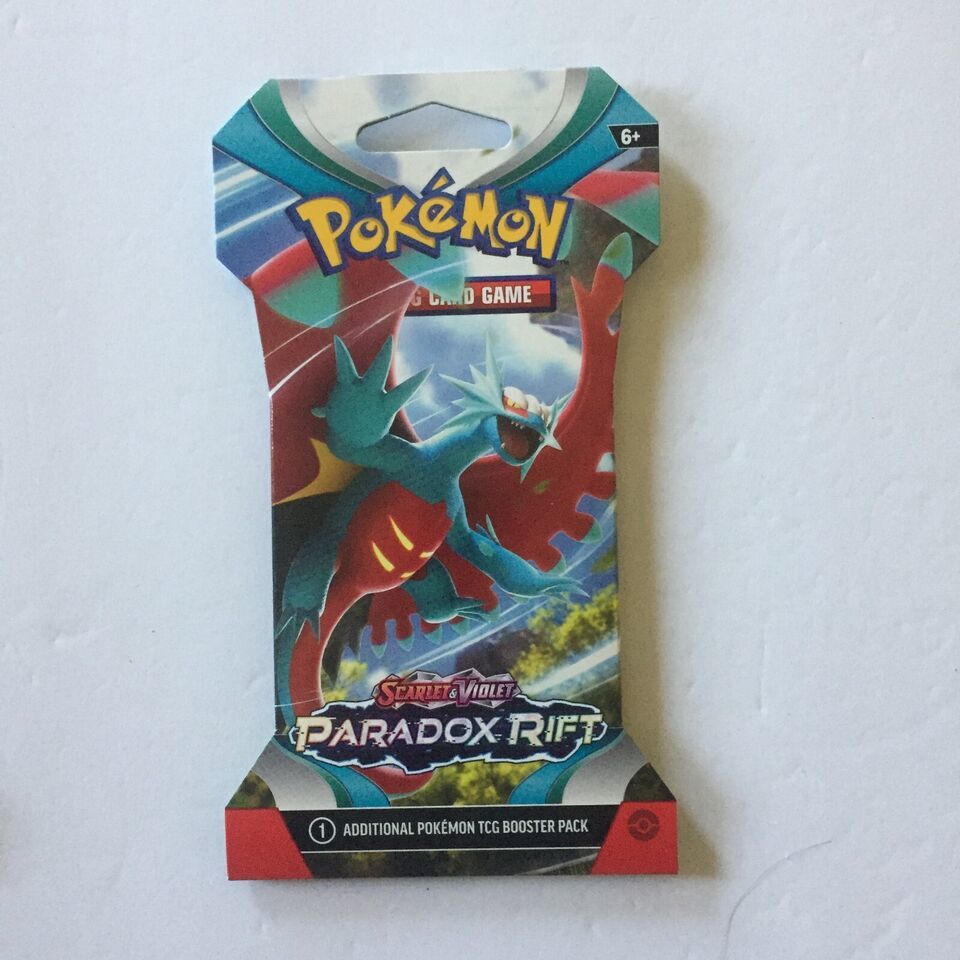 6+
POKéMON
G CARD GAME
SCARLET & VIOLET
PARADOX RIFT
1 ADDITIONAL POKÉMON TCG BOOSTER PACK